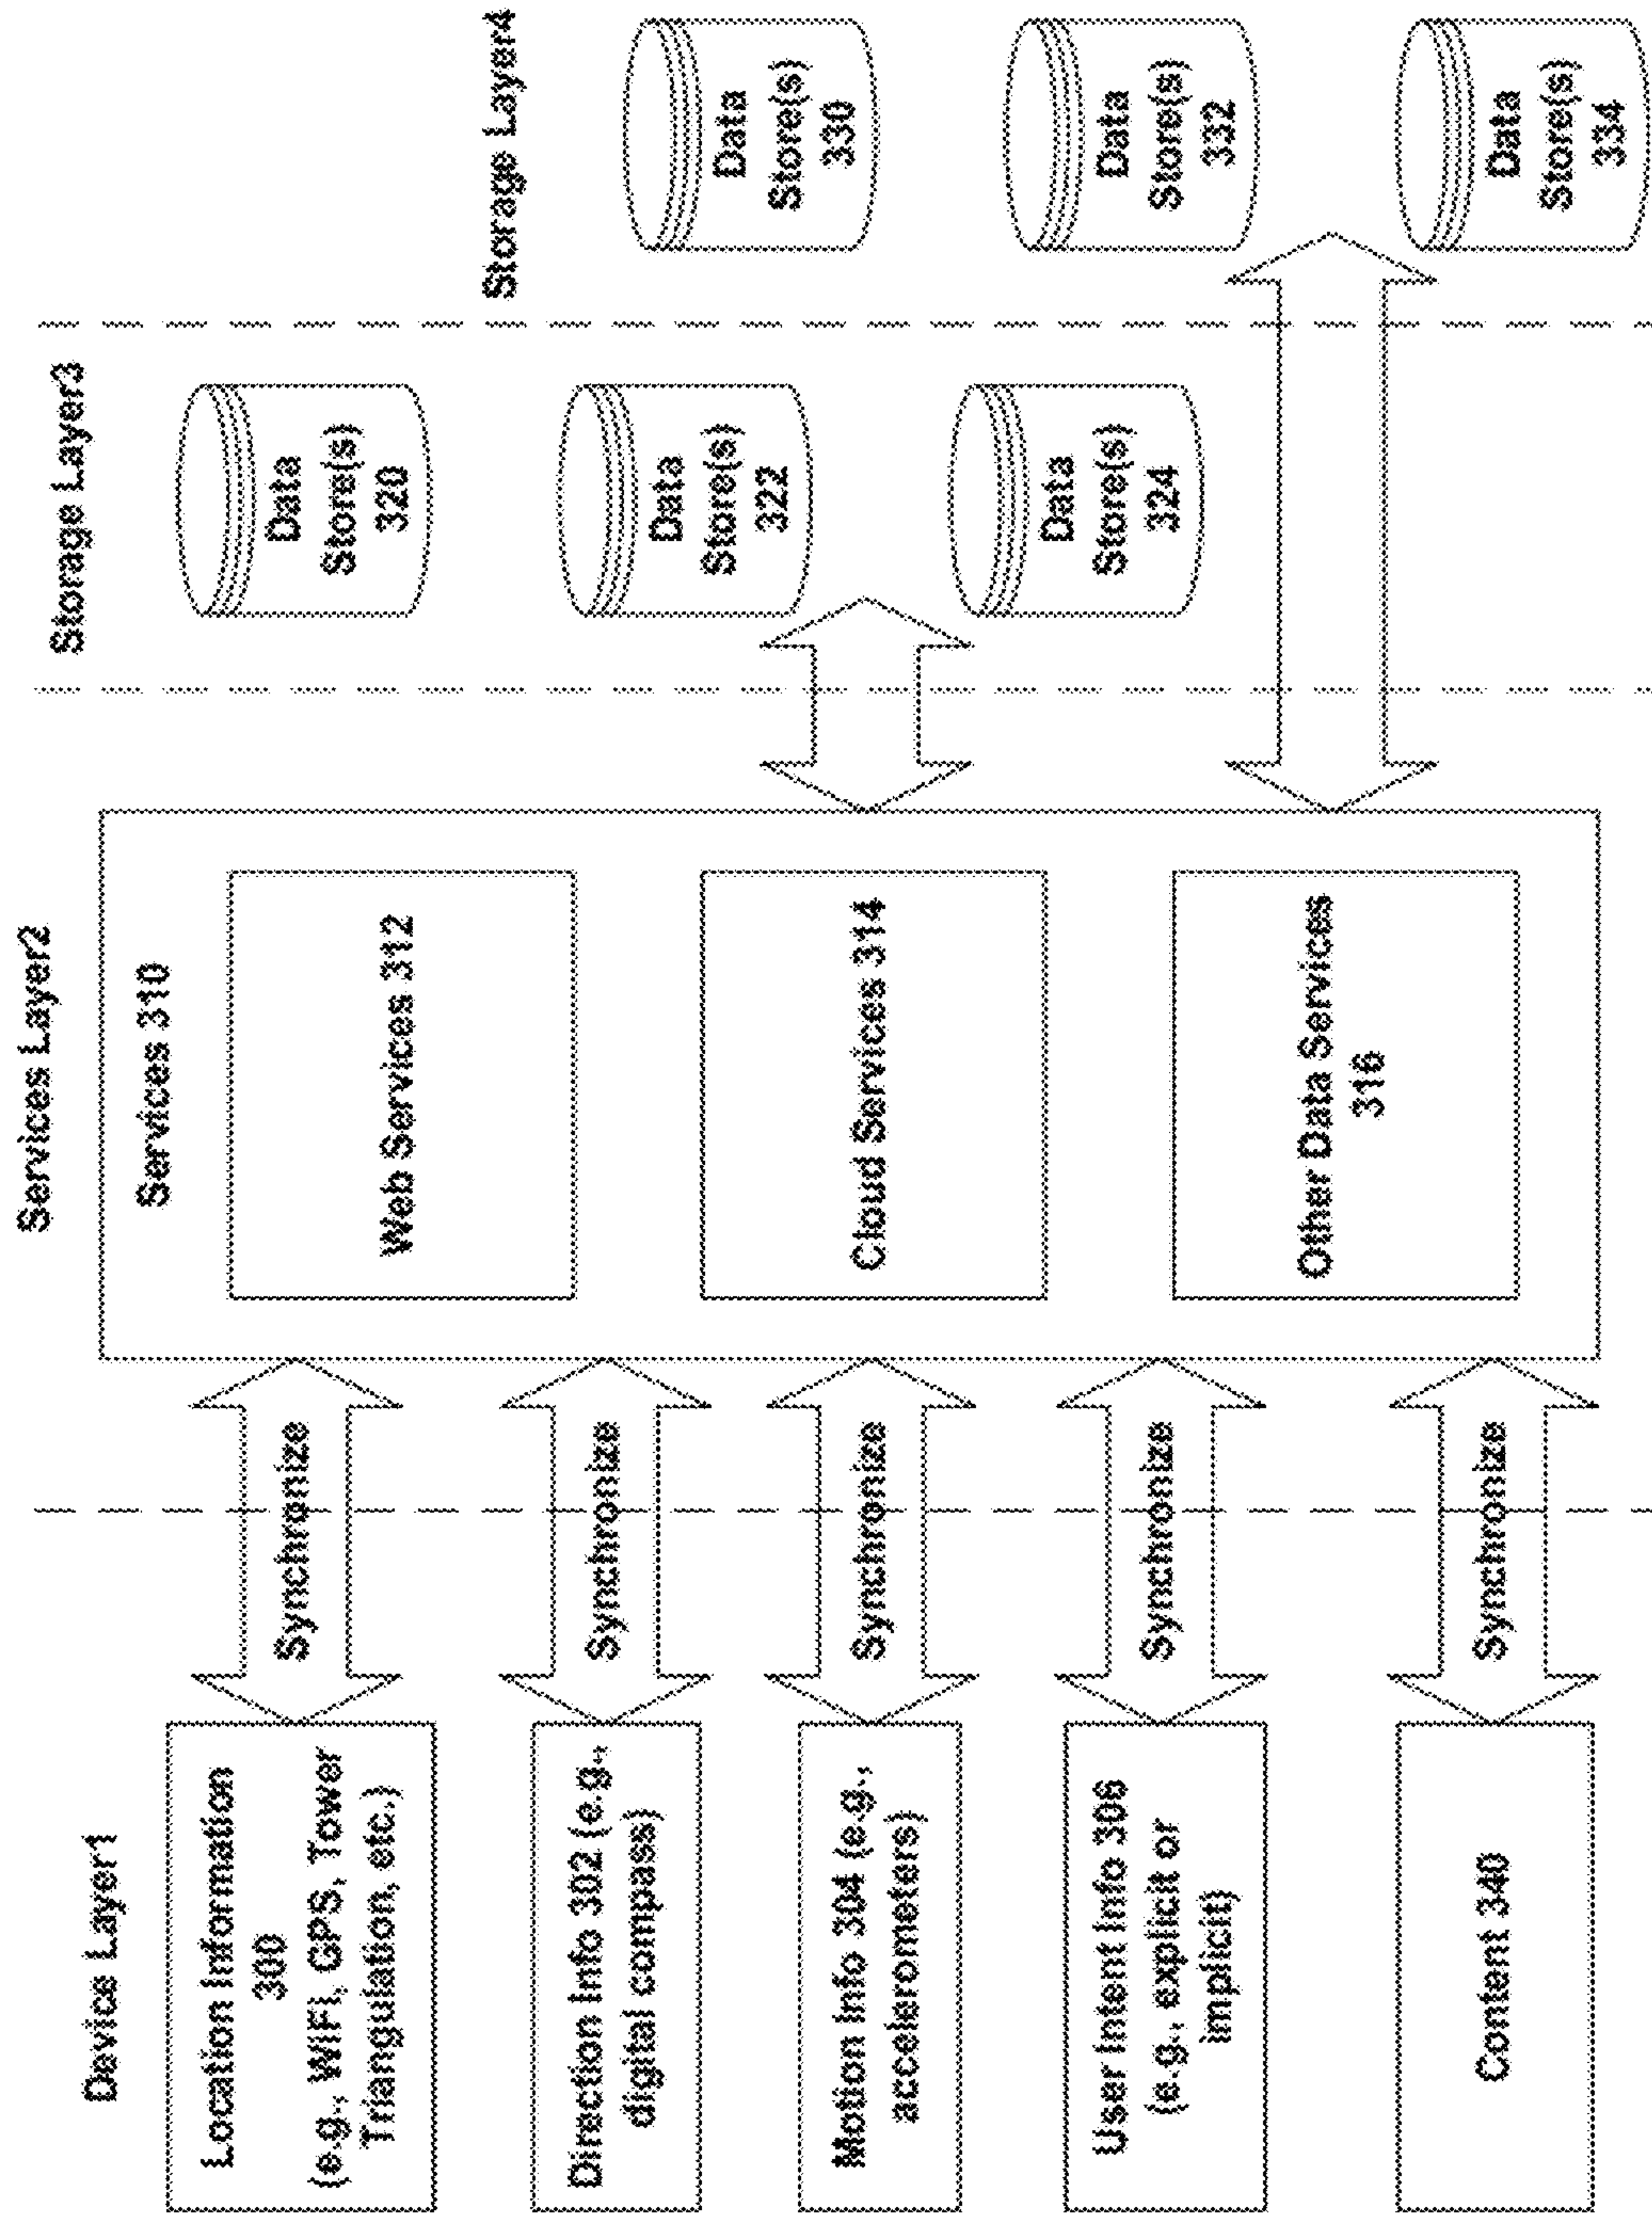 Device Layer1
Location Information
300
(e.g., WiFi, GPS, Tower
Triangulation, etc.)
Direction Info 302 (e.g.,
digital compass)
Motion Info 304 (e.g.,
accelerometers)
User Intent Info 306
(e.g., explicit or
implicit)
Content 340
Synchronize
Synchronize
Synchronize
Synchronize
Synchronize
Services Layer2
Services 310
Web Services 312
Cloud Services 314
Other Data Services
316
Storage Layer3
Data
Store(s)
320
Data
Store(s)
322
Data
Store(s)
324
Storage Layer4
Data
Store(s)
330
Data
Store(s)
332
Data
Store(s)
334